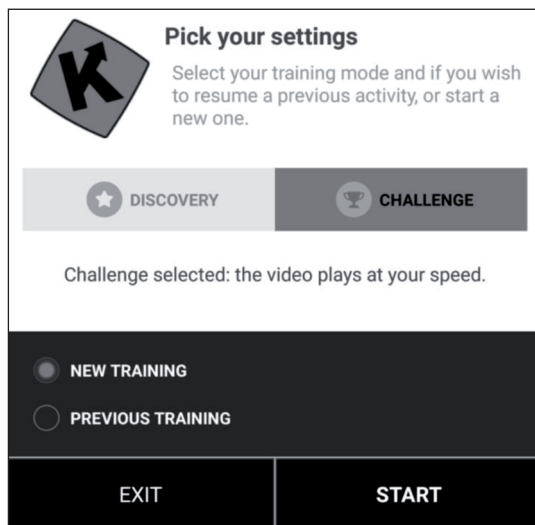 Pick your settings
Select your training mode and if you wish
to resume a previous activity, or start a
new one.
DISCOVERY
CHALLENGE
Challenge selected: the video plays at your speed.
NEW TRAINING
PREVIOUS TRAINING
EXIT
START